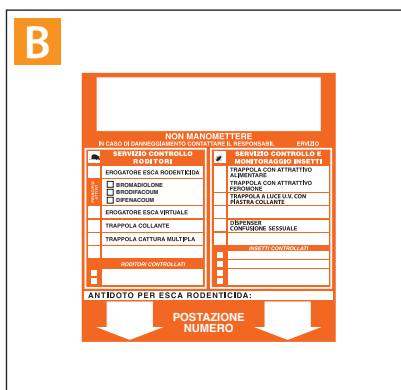 B
NON MANOMETTERE
IN CASO DI DANNEGGIAMENTO CONTATTARE IL RESPONSABIL ERVIZIO
SERVIZIO CONTROLLO
RODITORI
EROGATORE ESCA RODENTICIDA
BROMADIOLONE
BRODIFACOUM
DIFENACOUM
EROGATORE ESCA VIRTUALE
TRAPPOLA COLLANTE
TRAPPOLA CATTURA MULTIPLA
RODITORI CONTROLLATI
SERVIZIO CONTROLLO E
MONITORAGGIO INSETTI
TRAPPOLA CON ATTRATTIVO
ALIMENTARE
TRAPPOLA CON ATTRATTIVO
FEROMONE
TRAPPOLA A LUCE U.V. CON
PIASTRA COLLANTE
DISPENSER
CONFUSIONE SESSUALE
INSETTI CONTROLLATI
ANTIDOTO PER ESCA RODENTICIDA:
POSTAZIONE
NUMERO